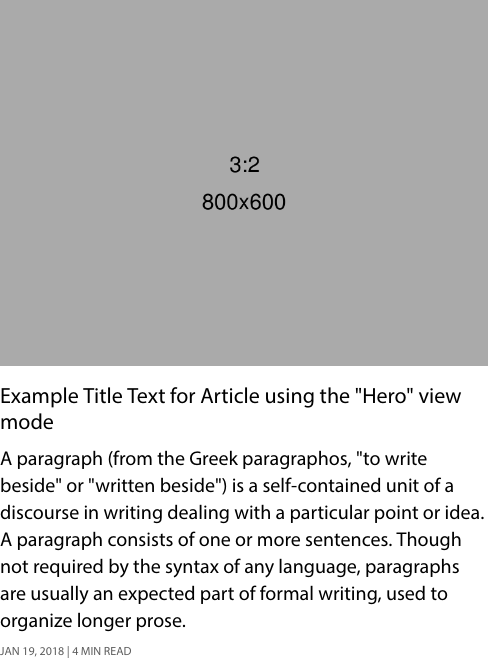 3:2
800x600
Example Title Text for Article using the "Hero" view
mode
A paragraph (from the Greek paragraphos, "to write
beside" or "written beside") is a self-contained unit of a
discourse in writing dealing with a particular point or idea.
A paragraph consists of one or more sentences. Though
not required by the syntax of any language, paragraphs
are usually an expected part of formal writing, used to
organize longer prose.
JAN 19, 2018 | 4 MIN READ